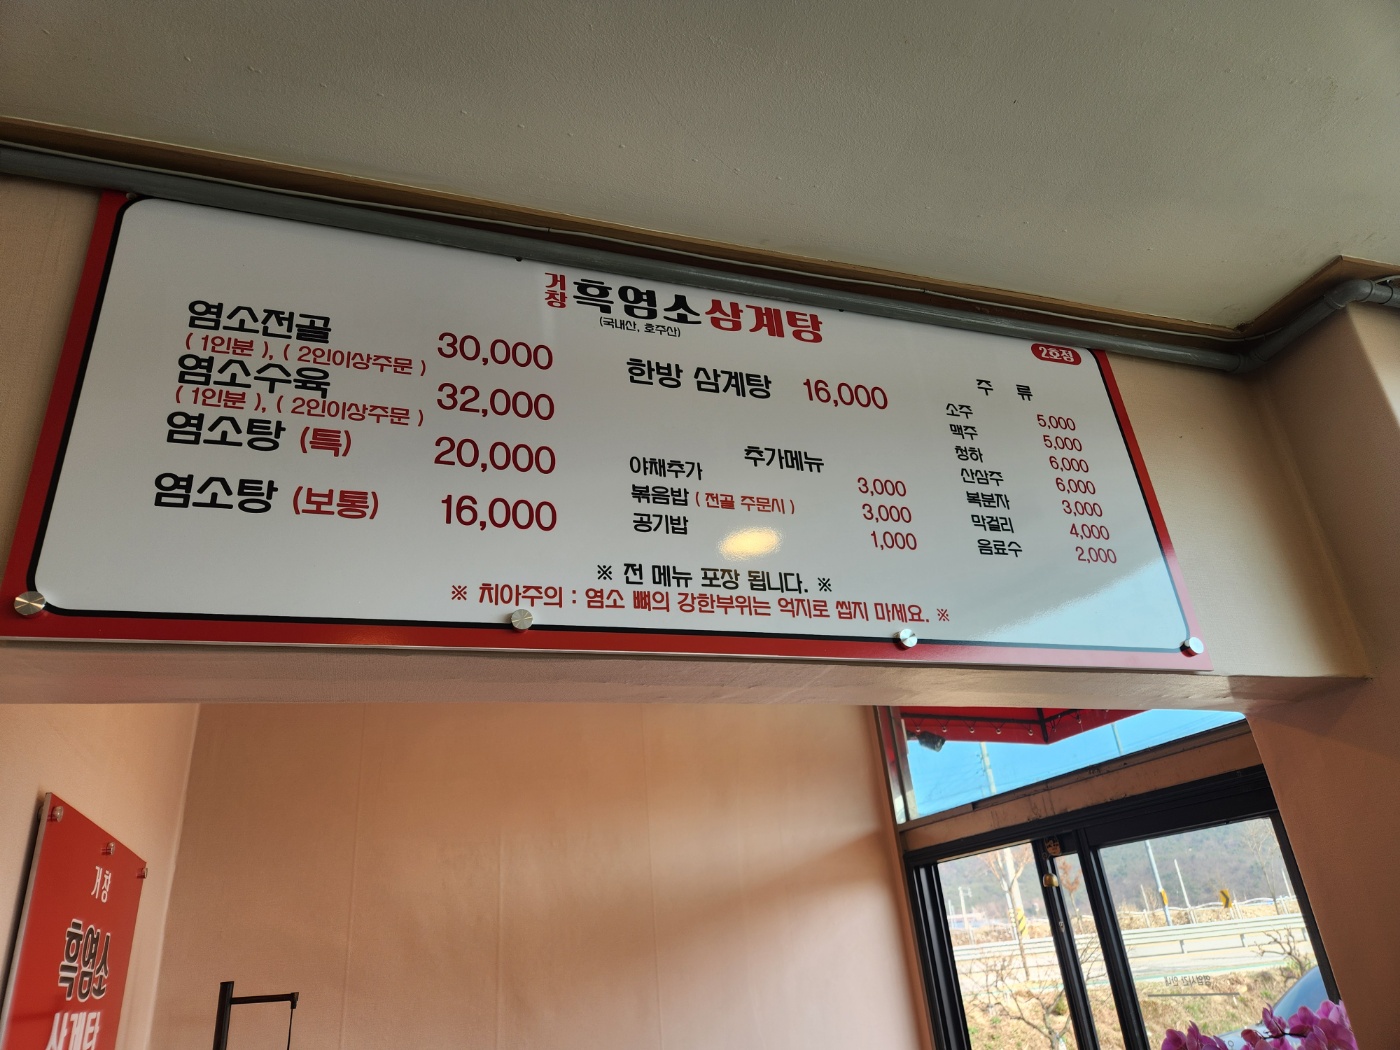 거창 흑염소삼계탕
(국내산, 호주산)
2호점
염소전골 30,000
( 1인분 ), ( 2인이상주문 )
염소수육 32,000
( 1인분 ), ( 2인이상주문 )
염소탕 (특) 20,000
염소탕 (보통) 16,000
한방 삼계탕 16,000
추가메뉴
야채추가 3,000
볶음밥 ( 전골 주문시 ) 3,000
공기밥 1,000
주 류
소주 5,000
맥주 5,000
청하 6,000
산삼주 6,000
복분자 3,000
막걸리 4,000
음료수 2,000
※ 전 메뉴 포장 됩니다. ※
※ 치아주의 : 염소 뼈의 강한부위는 억지로 씹지 마세요. ※
거창
흑염소
삼계탕